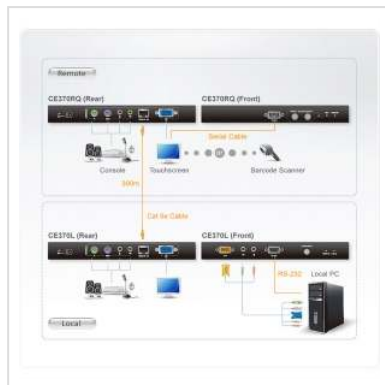 Remote
CE370RQ (Rear)
CE370RQ (Front)
Serial Cable
Console
Touchscreen
Barcode Scanner
300m
Cat 5e Cable
CE370L (Rear)
CE370L (Front)
RS-232
Local PC
Local